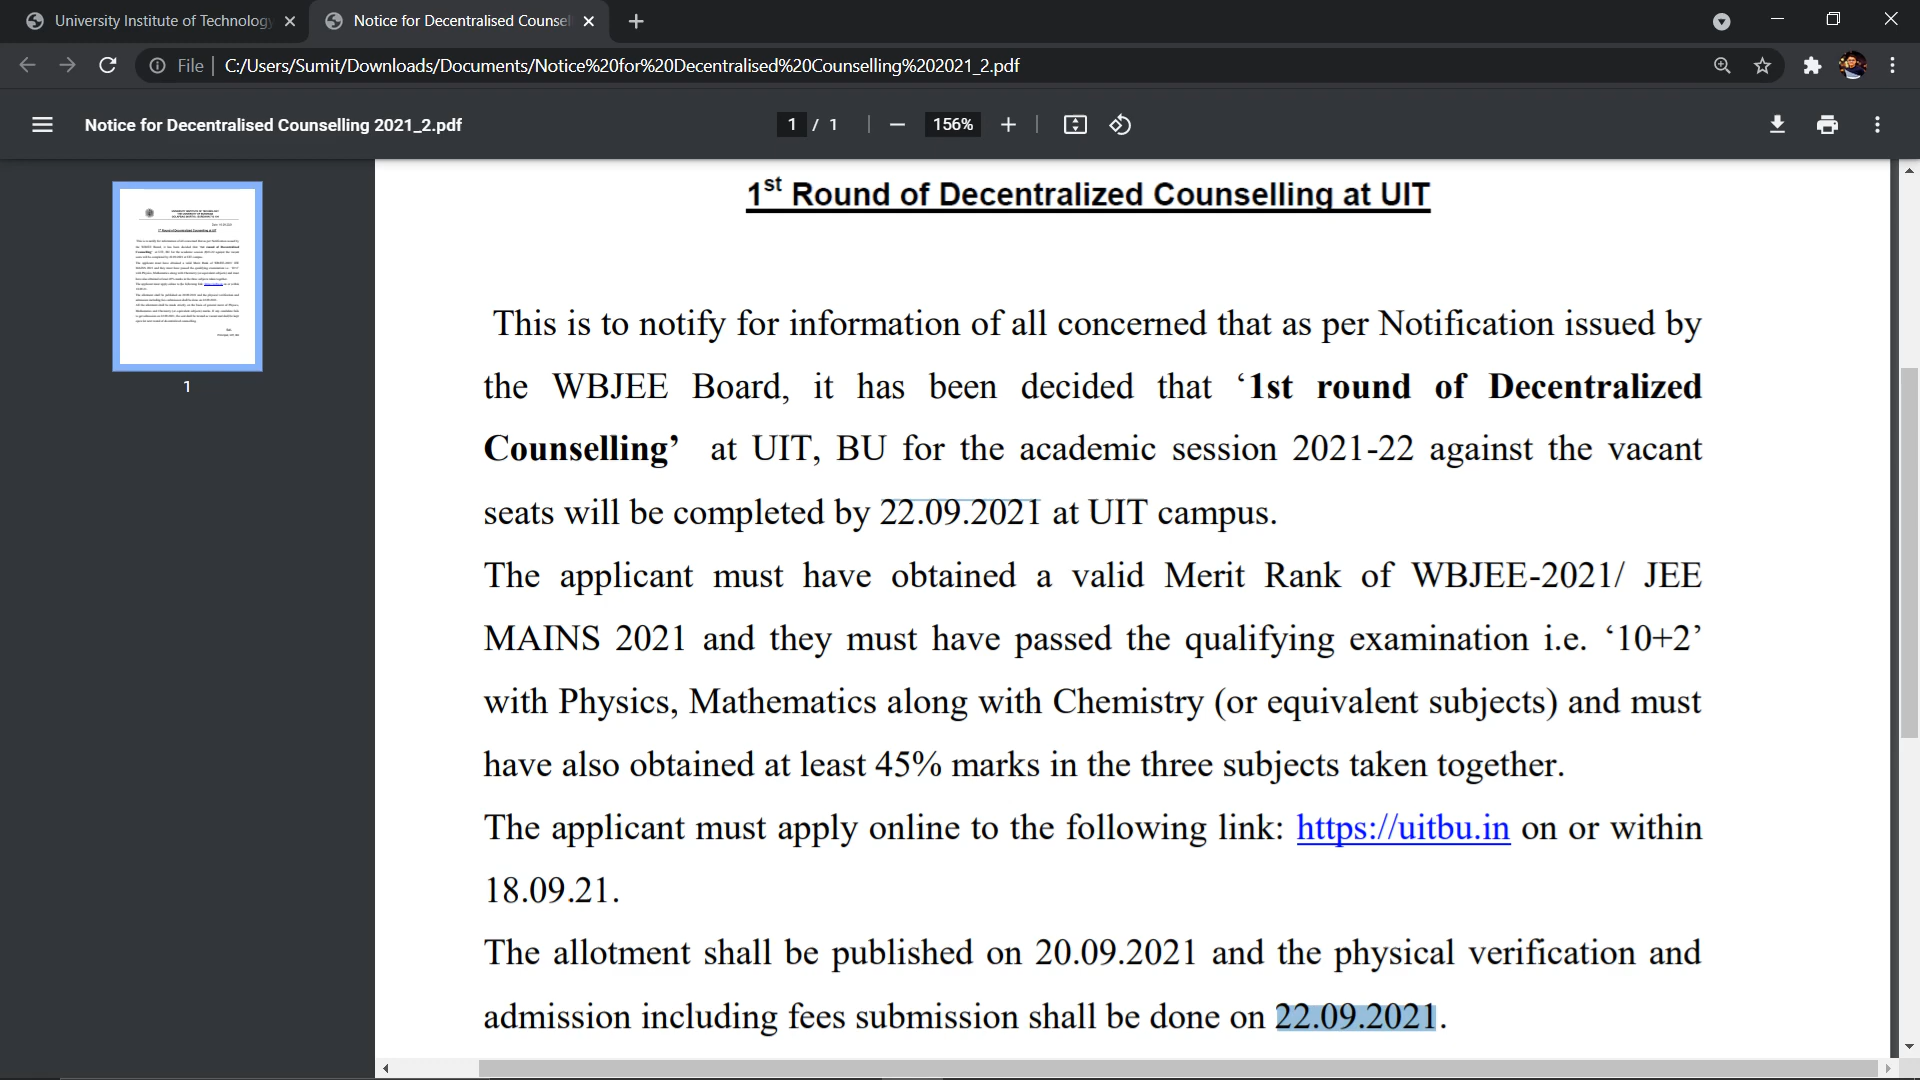 University Institute of Technology
Notice for Decentralised Counsel
File
C:/Users/Sumit/Downloads/Documents/Notice%20for%20Decentralised%20Counselling%202021_2.pdf
Notice for Decentralised Counselling 2021_2.pdf
1 / 1
156%
1
1st Round of Decentralized Counselling at UIT
This is to notify for information of all concerned that as per Notification issued by
the WBJEE Board, it has been decided that ‘1st round of Decentralized
Counselling’ at UIT, BU for the academic session 2021-22 against the vacant
seats will be completed by 22.09.2021 at UIT campus.
The applicant must have obtained a valid Merit Rank of WBJEE-2021/ JEE
MAINS 2021 and they must have passed the qualifying examination i.e. ‘10+2’
with Physics, Mathematics along with Chemistry (or equivalent subjects) and must
have also obtained at least 45% marks in the three subjects taken together.
The applicant must apply online to the following link: https://uitbu.in on or within
18.09.21.
The allotment shall be published on 20.09.2021 and the physical verification and
admission including fees submission shall be done on 22.09.2021.